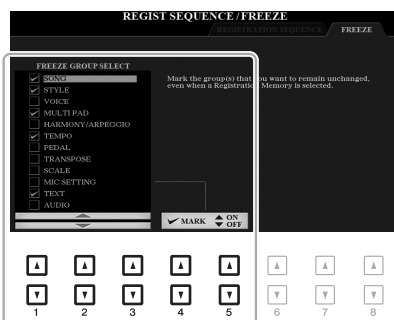 REGIST SEQUENCE / FREEZE
REGISTRATION SEQUENCE
FREEZE
FREEZE GROUP SELECT
SONG
STYLE
VOICE
MULTI PAD
HARMONY/ARPEGGIO
TEMPO
PEDAL
TRANSPOSE
SCALE
MIC SETTING
TEXT
AUDIO
Mark the group(s) that you want to remain unchanged,
even when a Registration Memory is selected.
MARK ON
OFF
1 2 3 4 5 6 7 8